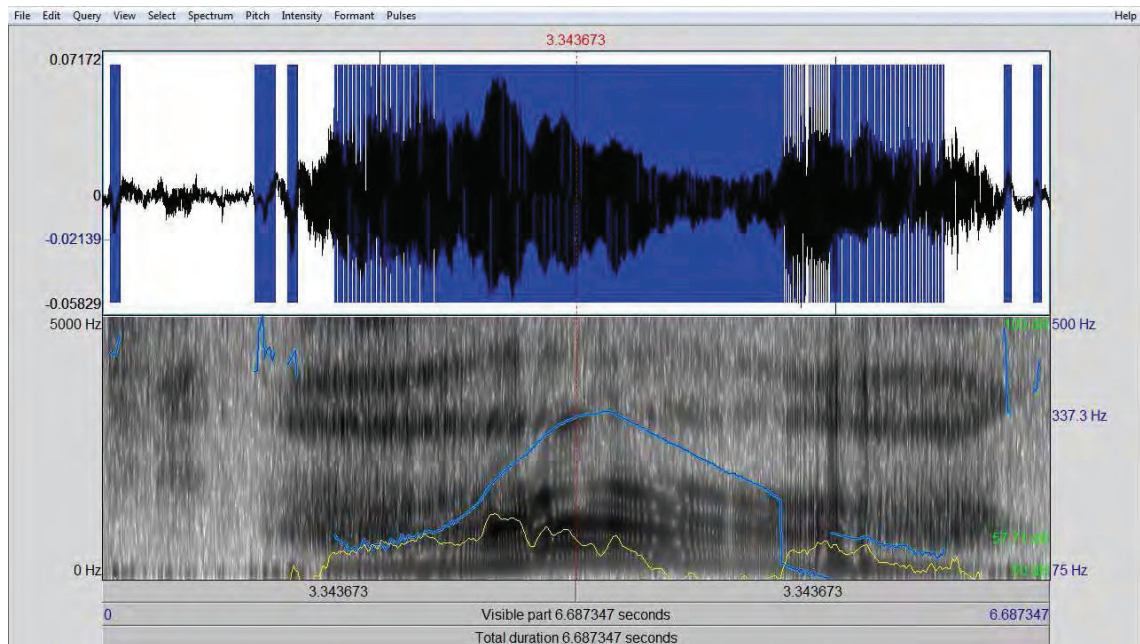 File Edit Query View Select Spectrum Pitch Intensity Formant Pulses Help
3.343673
0.07172
0
-0.02139
-0.05829
5000 Hz 500 Hz
337.3 Hz
0 Hz 75 Hz
3.343673 3.343673
0 Visible part 6.687347 seconds 6.687347
Total duration 6.687347 seconds